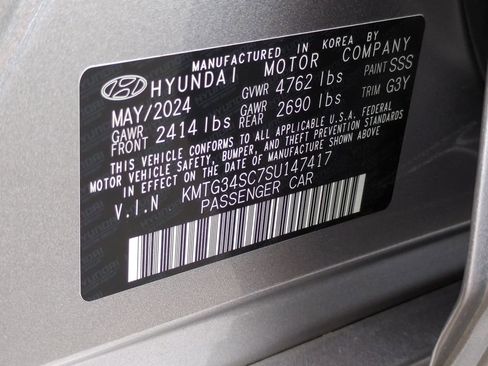 MANUFACTURED IN KOREA BY
HYUNDAI MOTOR COMPANY
MAY/2024 GVWR 4762 lbs PAINT SSS
GAWR FRONT 2414 lbs GAWR REAR 2690 lbs TRIM G3Y
THIS VEHICLE CONFORMS TO ALL APPLICABLE U.S.A. FEDERAL
MOTOR VEHICLE SAFETY, BUMPER, AND THEFT PREVENTION STANDARDS
IN EFFECT ON THE DATE OF MANUFACTURE SHOWN ABOVE.
V.I.N KMTG34SC7SU147417
PASSENGER CAR